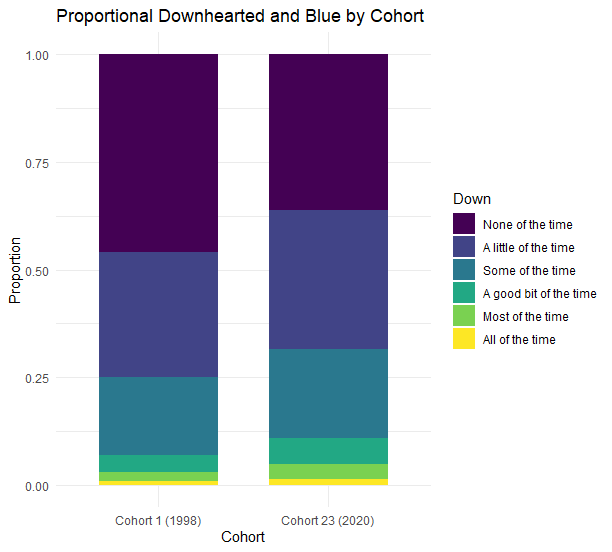 Proportional Downhearted and Blue by Cohort
Proportion
1.00
0.75
0.50
0.25
0.00
Cohort 1 (1998)
Cohort 23 (2020)
Cohort
Down
None of the time
A little of the time
Some of the time
A good bit of the time
Most of the time
All of the time